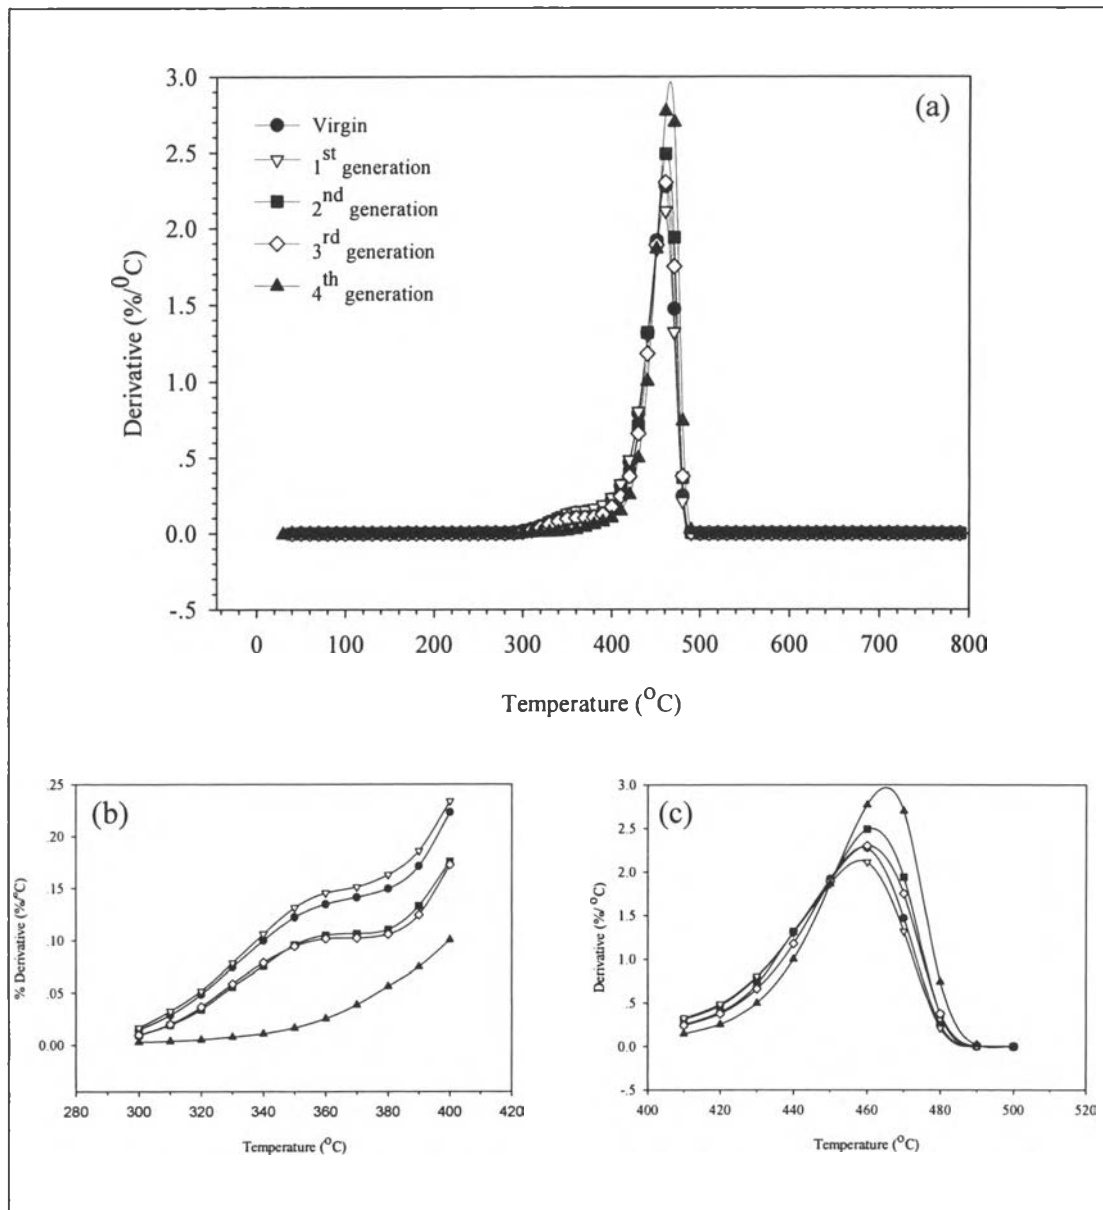 3.0
(a)
Virgin
1st generation
2.5
2nd generation
3rd generation
2.0
4th generation
1.5
1.0
.5
0.0
-.5
Derivative (%/0C)
0 100 200 300 400 500 600 700 800
Temperature (OC)
.25
(b)
.20
.15
.10
.05
0.00
% Derivative (%/OC)
280 300 320 340 360 380 400 420
Temperature (OC)
3.0
(c)
2.5
2.0
1.5
1.0
.5
0.0
-.5
Derivative (%/ OC)
400 420 440 460 480 500 520
Temperature (OC)